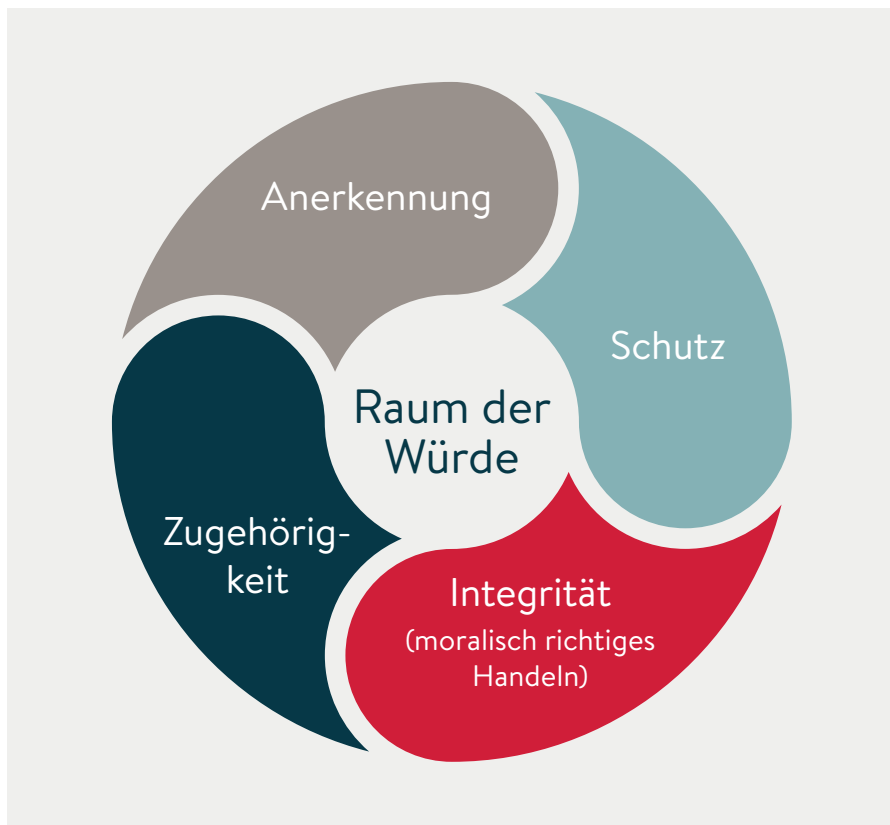 Anerkennung
Schutz
Raum der
Würde
Zugehörig-
keit
Integrität
(moralisch richtiges
Handeln)